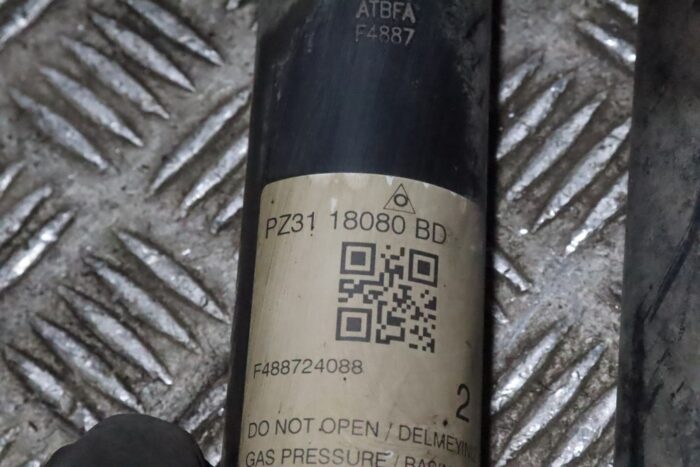 ATBFA
F4887
PZ31 18080 BD
F488724088
2
DO NOT OPEN / DELMEYIN
GAS PRESSURE /